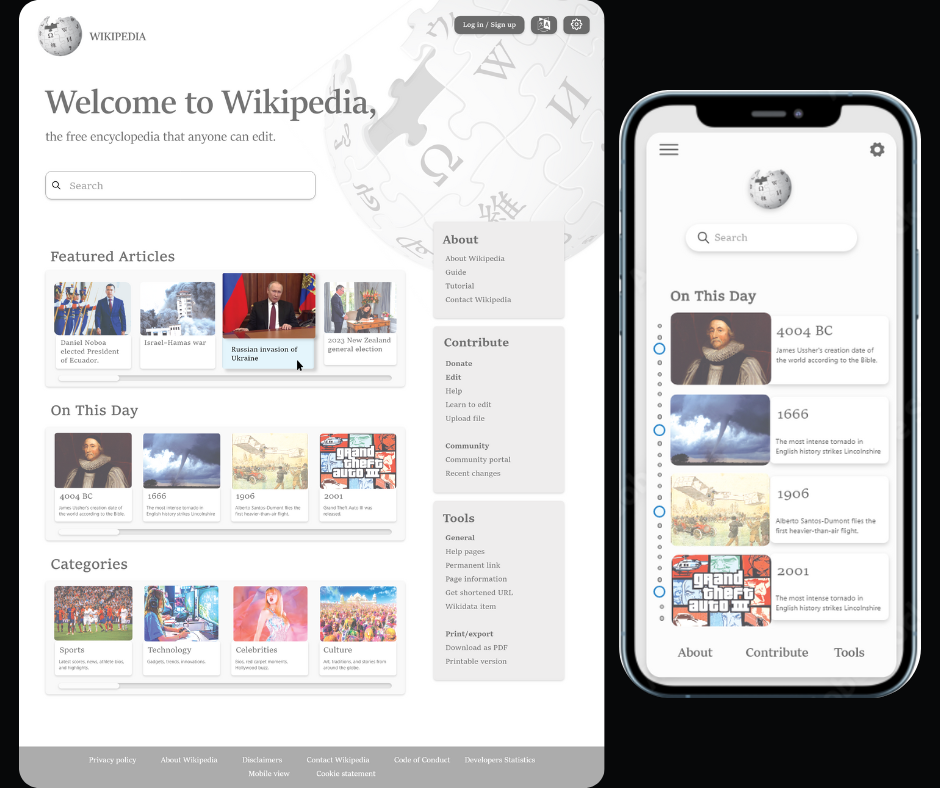 WIKIPEDIA
Log in / Sign up
Welcome to Wikipedia,
the free encyclopedia that anyone can edit.
Search
Featured Articles
Daniel Noboa
elected President
of Ecuador.
Israel-Hamas war
Russian invasion of
Ukraine
2023 New Zealand
general election
On This Day
4004 BC
James Ussher's creation date of
the world according to the Bible.
1666
The most intense tornado in
English history strikes Lincolnshire
1906
Alberto Santos-Dumont flies the
first heavier-than-air flight.
grand
theft
auto III
2001
Grand Theft Auto III was
released.
Categories
Sports
Latest scores, news, athlete bios,
and highlights.
Technology
Gadgets, trends, innovations.
Celebrities
Bios, red carpet moments,
Hollywood buzz.
Culture
Art, traditions, and stories from
around the globe.
About
About Wikipedia
Guide
Tutorial
Contact Wikipedia
Contribute
Donate
Edit
Help
Learn to edit
Upload file
Community
Community portal
Recent changes
Tools
General
Help pages
Permanent link
Page information
Get shortened URL
Wikidata item
Print/export
Download as PDF
Printable version
Privacy policy About Wikipedia Disclaimers Contact Wikipedia Code of Conduct Developers Statistics
Mobile view Cookie statement
Search
On This Day
4004 BC
James Ussher's creation date of
the world according to the Bible.
1666
The most intense tornado in
English history strikes Lincolnshire
1906
Alberto Santos-Dumont flies the
first heavier-than-air flight.
grand
theft
auto III
2001
The most intense tornado in
English history strikes Lincolnshire
About Contribute Tools